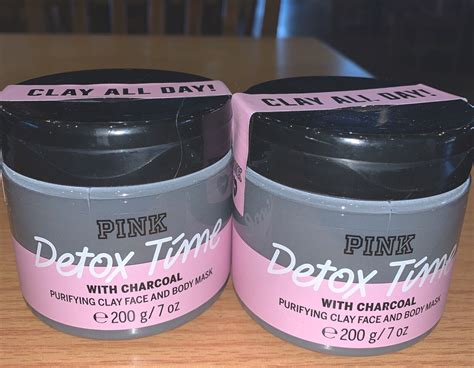 CLAY ALL DAY!
PINK
Detox Time
WITH CHARCOAL
PURIFYING CLAY FACE AND BODY MASK
℮ 200 g/7 oz
CLAY ALL DAY!
PINK
Detox Time
WITH CHARCOAL
PURIFYING CLAY FACE AND BODY MASK
℮ 200 g/7 oz